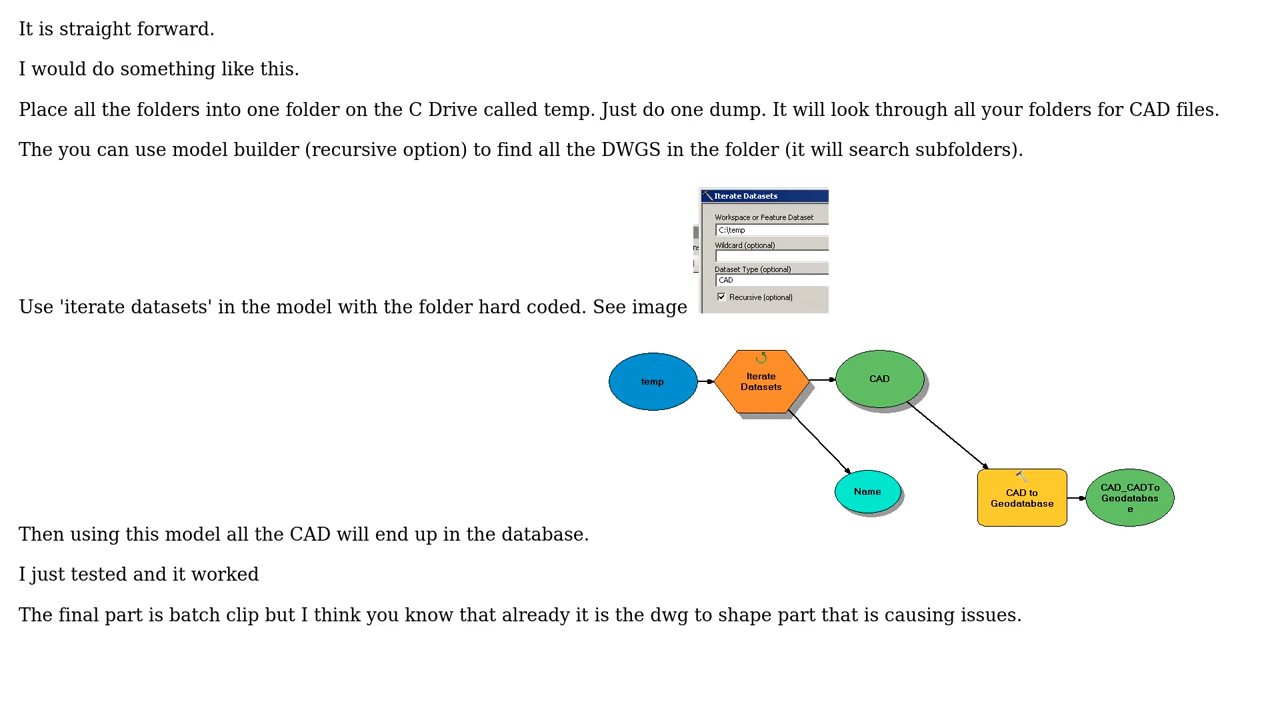 It is straight forward.
I would do something like this.
Place all the folders into one folder on the C Drive called temp. Just do one dump. It will look through all your folders for CAD files.
The you can use model builder (recursive option) to find all the DWGS in the folder (it will search subfolders).
Iterate Datasets
Workspace or Feature Dataset
C:\temp
Wildcard (optional)
Dataset Type (optional)
CAD
Recursive (optional)
Use 'iterate datasets' in the model with the folder hard coded. See image
temp
Iterate
Datasets
CAD
Name
CAD to
Geodatabase
CAD_CADTo
Geodatabas
e
Then using this model all the CAD will end up in the database.
I just tested and it worked
The final part is batch clip but I think you know that already it is the dwg to shape part that is causing issues.